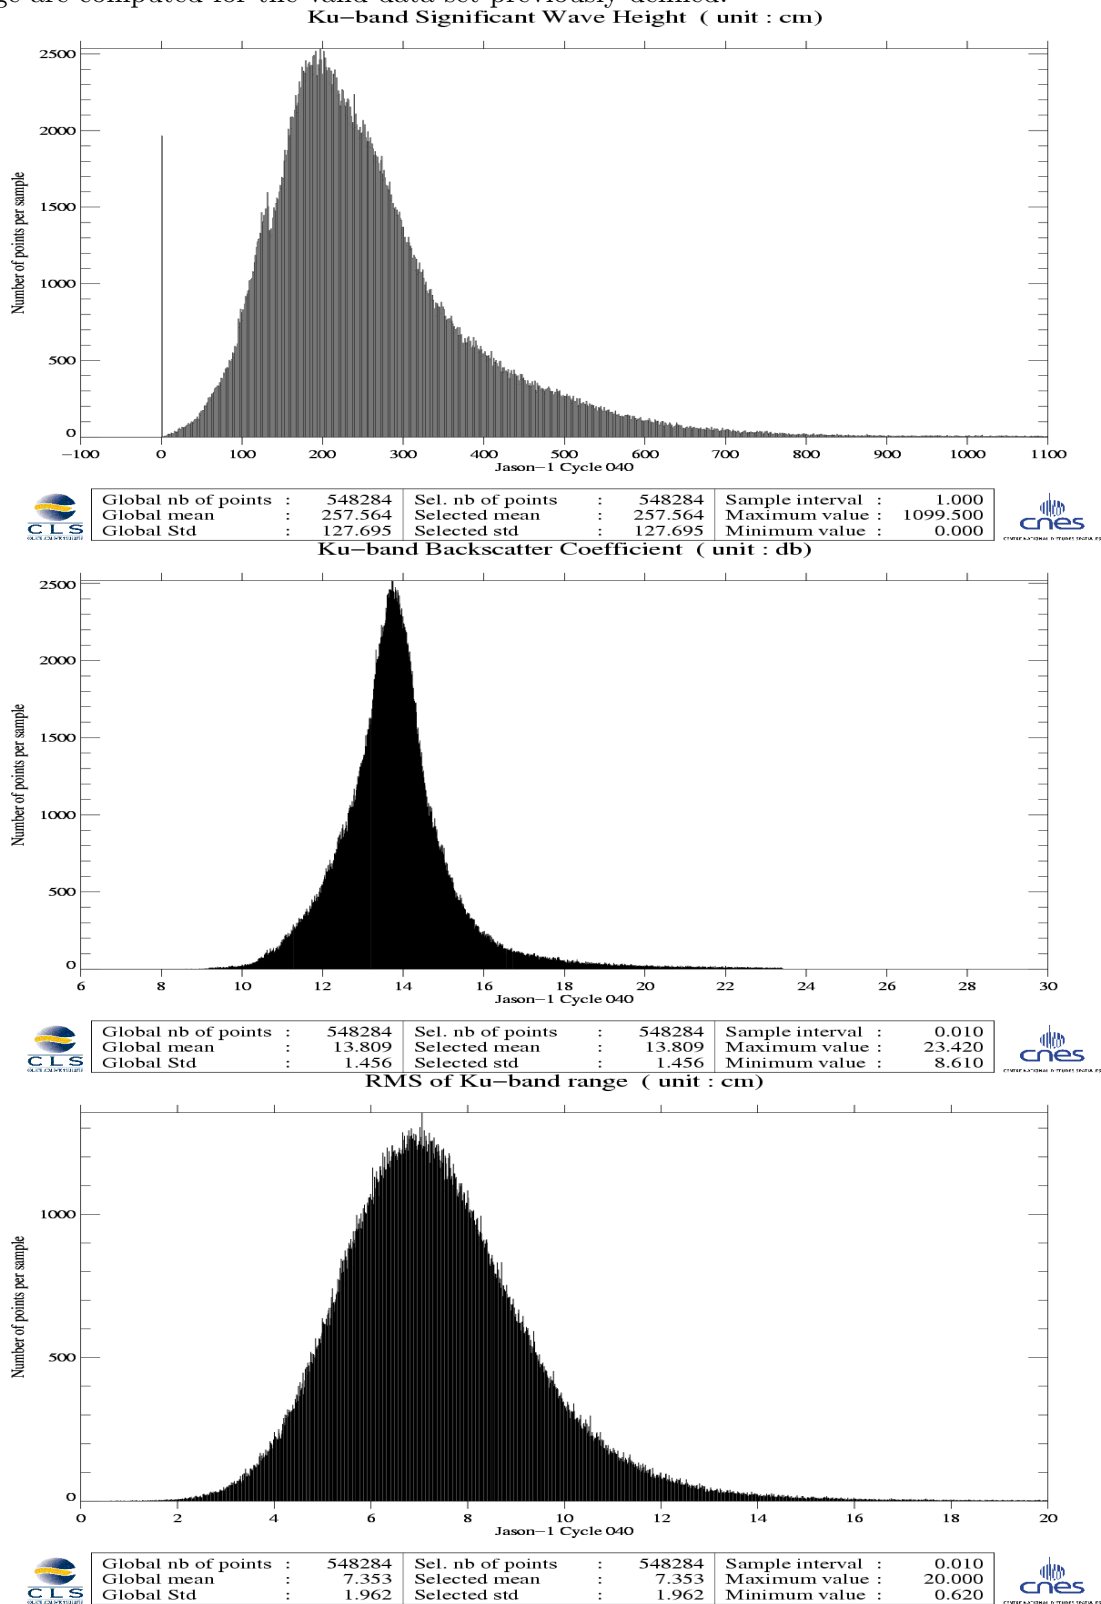 ge are computed for the valid data set previously defined.
Ku-band Significant Wave Height ( unit : cm)
Number of points per sample
2500
2000
1500
1000
500
0
-100 0 100 200 300 400 500 600 700 800 900 1000 1100
Jason-1 Cycle 040
CLS
Global nb of points : 548284 Sel. nb of points : 548284 Sample interval : 1.000
Global mean : 257.564 Selected mean : 257.564 Maximum value : 1099.500
Global Std : 127.695 Selected std : 127.695 Minimum value : 0.000
cnes
Ku-band Backscatter Coefficient ( unit : db)
Number of points per sample
2500
2000
1500
1000
500
0
6 8 10 12 14 16 18 20 22 24 26 28 30
Jason-1 Cycle 040
CLS
Global nb of points : 548284 Sel. nb of points : 548284 Sample interval : 0.010
Global mean : 13.809 Selected mean : 13.809 Maximum value : 23.420
Global Std : 1.456 Selected std : 1.456 Minimum value : 8.610
cnes
RMS of Ku-band range ( unit : cm)
Number of points per sample
1000
500
0
0 2 4 6 8 10 12 14 16 18 20
Jason-1 Cycle 040
CLS
Global nb of points : 548284 Sel. nb of points : 548284 Sample interval : 0.010
Global mean : 7.353 Selected mean : 7.353 Maximum value : 20.000
Global Std : 1.962 Selected std : 1.962 Minimum value : 0.620
cnes